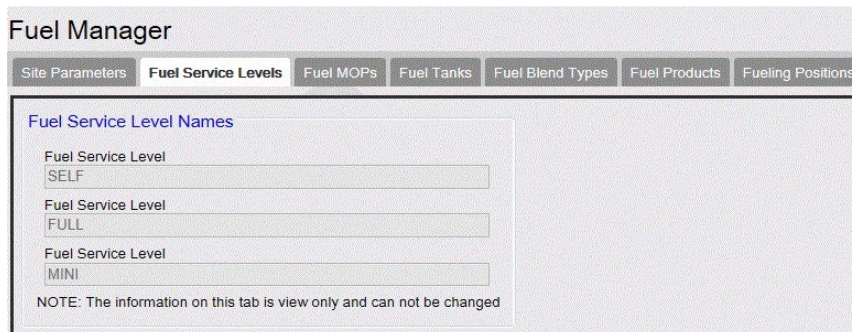 Fuel Manager
Site Parameters Fuel Service Levels Fuel MOPs Fuel Tanks Fuel Blend Types Fuel Products Fueling Positions
Fuel Service Level Names
Fuel Service Level
SELF
Fuel Service Level
FULL
Fuel Service Level
MINI
NOTE: The information on this tab is view only and can not be changed